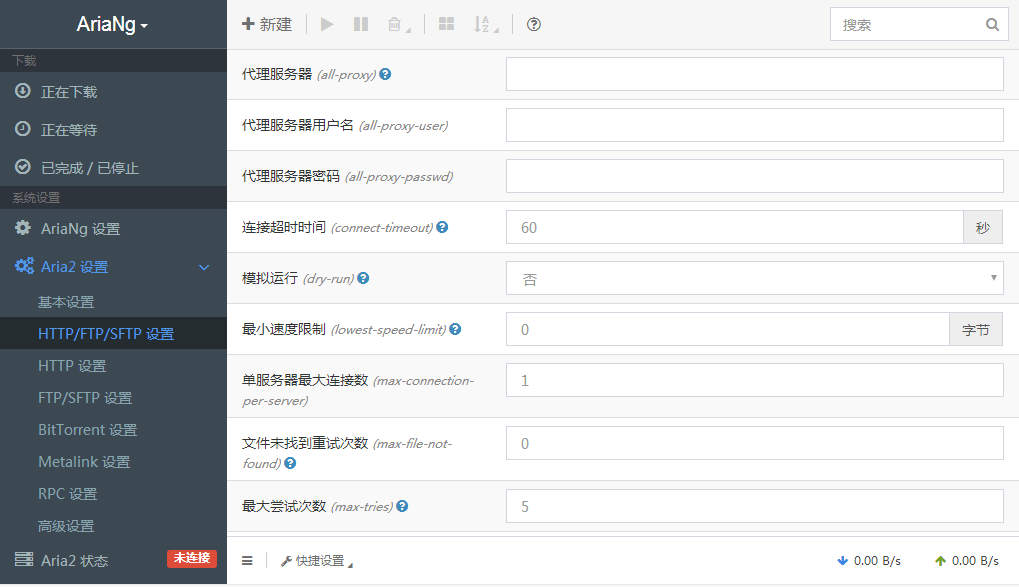 AriaNg
下载
正在下载
正在等待
已完成 / 已停止
系统设置
AriaNg 设置
Aria2 设置
基本设置
HTTP/FTP/SFTP 设置
HTTP 设置
FTP/SFTP 设置
BitTorrent 设置
Metalink 设置
RPC 设置
高级设置
Aria2 状态 未连接
新建 搜索
代理服务器 (all-proxy)
代理服务器用户名 (all-proxy-user)
代理服务器密码 (all-proxy-passwd)
连接超时时间 (connect-timeout) 60 秒
模拟运行 (dry-run) 否
最小速度限制 (lowest-speed-limit) 0 字节
单服务器最大连接数 (max-connection-
per-server) 1
文件未找到重试次数 (max-file-not-
found) 0
最大尝试次数 (max-tries) 5
快捷设置 0.00 B/s 0.00 B/s